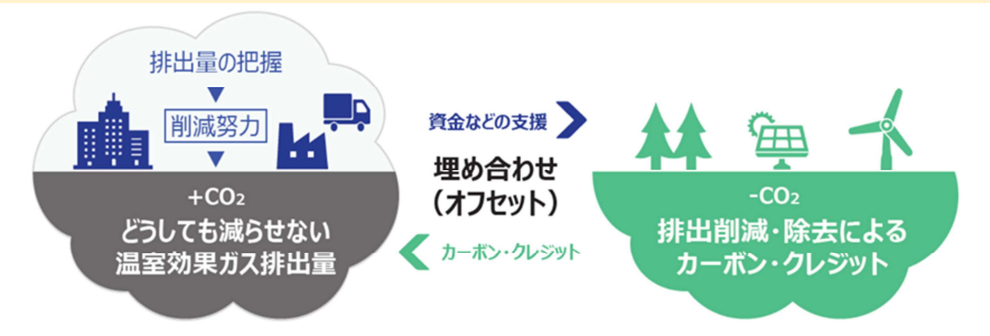 排出量の把握
削減努力
+CO₂
どうしても減らせない
温室効果ガス排出量
資金などの支援
埋め合わせ
（オフセット）
カーボン・クレジット
-CO₂
排出削減・除去による
カーボン・クレジット